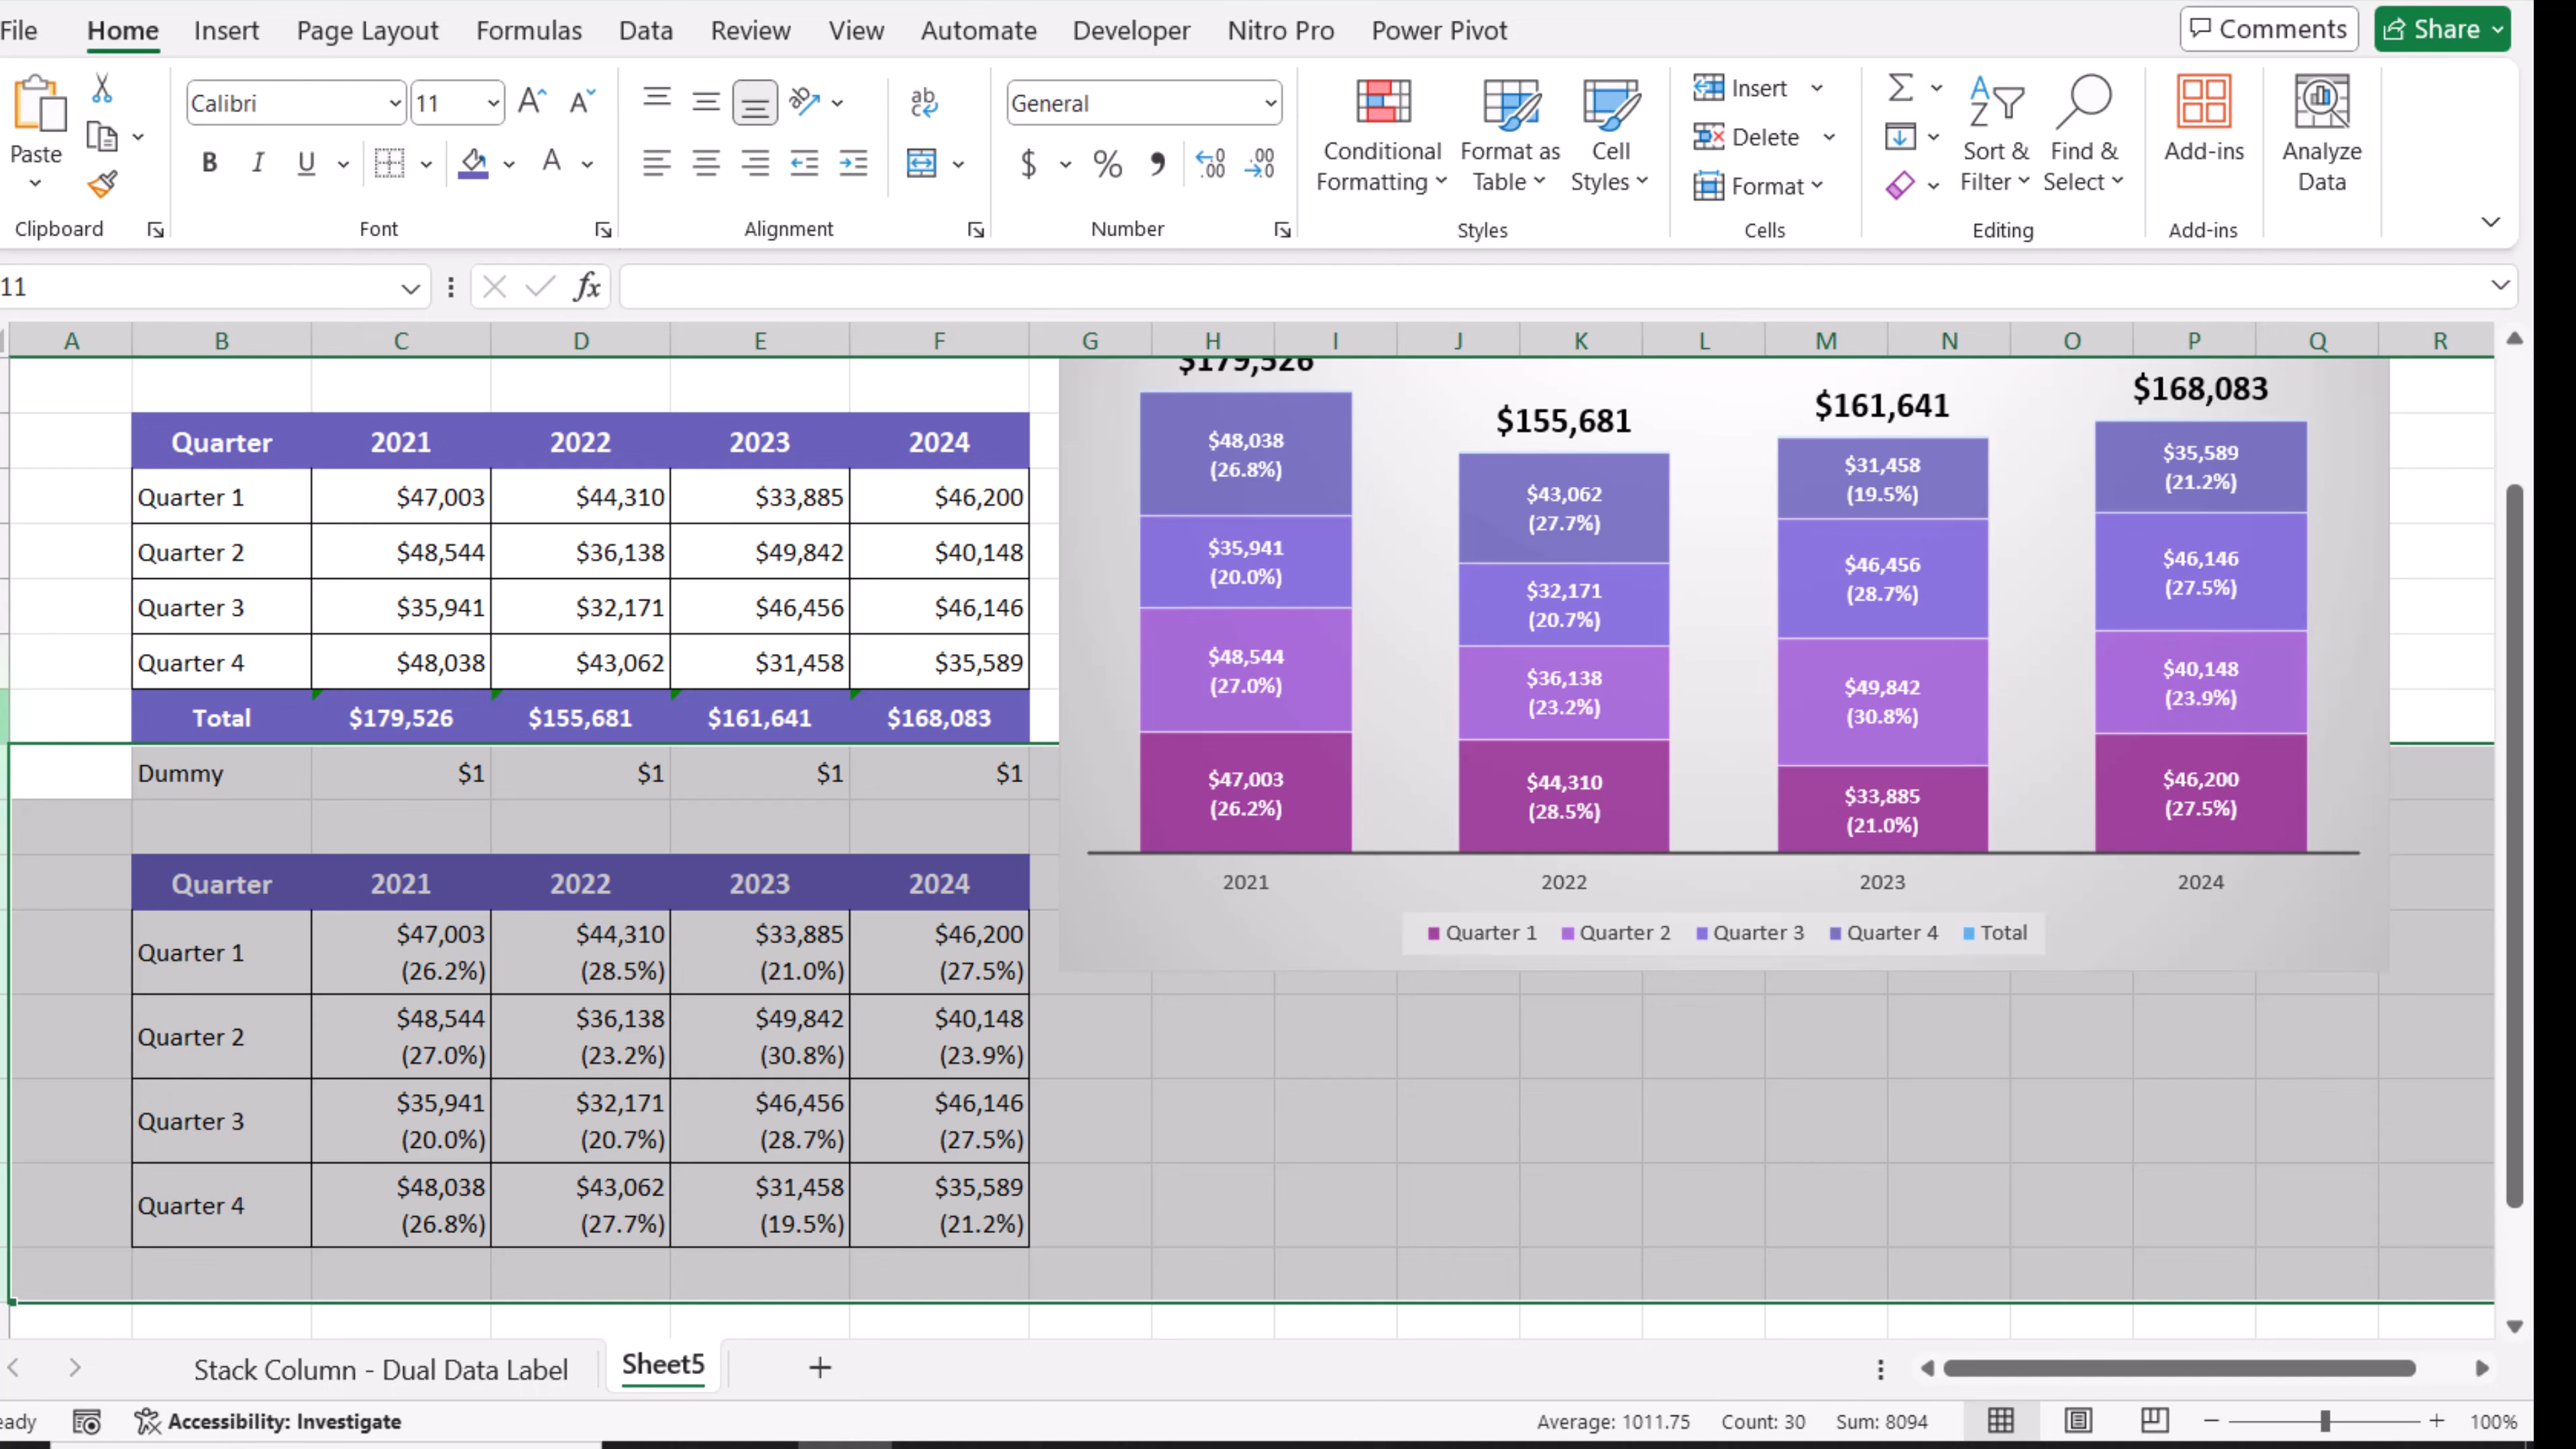 File Home Insert Page Layout Formulas Data Review View Automate Developer Nitro Pro Power Pivot Comments Share
Paste
Clipboard
Calibri 11
B I U A
Font
ab
Alignment
General
$ % , .00
Number
Conditional Formatting
Format as Table
Cell Styles
Styles
Insert
Delete
Format
Cells
Sort & Filter
Find & Select
Editing
Add-ins
Add-ins
Analyze Data
11 fx
A B C D E F G H I J K L M N O P Q R
Quarter 2021 2022 2023 2024
Quarter 1 $47,003 $44,310 $33,885 $46,200
Quarter 2 $48,544 $36,138 $49,842 $40,148
Quarter 3 $35,941 $32,171 $46,456 $46,146
Quarter 4 $48,038 $43,062 $31,458 $35,589
Total $179,526 $155,681 $161,641 $168,083
Dummy $1 $1 $1 $1
Quarter 2021 2022 2023 2024
Quarter 1 $47,003 $44,310 $33,885 $46,200
(26.2%) (28.5%) (21.0%) (27.5%)
Quarter 2 $48,544 $36,138 $49,842 $40,148
(27.0%) (23.2%) (30.8%) (23.9%)
Quarter 3 $35,941 $32,171 $46,456 $46,146
(20.0%) (20.7%) (28.7%) (27.5%)
Quarter 4 $48,038 $43,062 $31,458 $35,589
(26.8%) (27.7%) (19.5%) (21.2%)
$179,526 $155,681 $161,641 $168,083
$48,038 $43,062 $31,458 $35,589
(26.8%) (27.7%) (19.5%) (21.2%)
$35,941 $32,171 $46,456 $46,146
(20.0%) (20.7%) (28.7%) (27.5%)
$48,544 $36,138 $49,842 $40,148
(27.0%) (23.2%) (30.8%) (23.9%)
$47,003 $44,310 $33,885 $46,200
(26.2%) (28.5%) (21.0%) (27.5%)
2021 2022 2023 2024
Quarter 1 Quarter 2 Quarter 3 Quarter 4 Total
Stack Column - Dual Data Label Sheet5
eady Accessibility: Investigate Average: 1011.75 Count: 30 Sum: 8094 100%